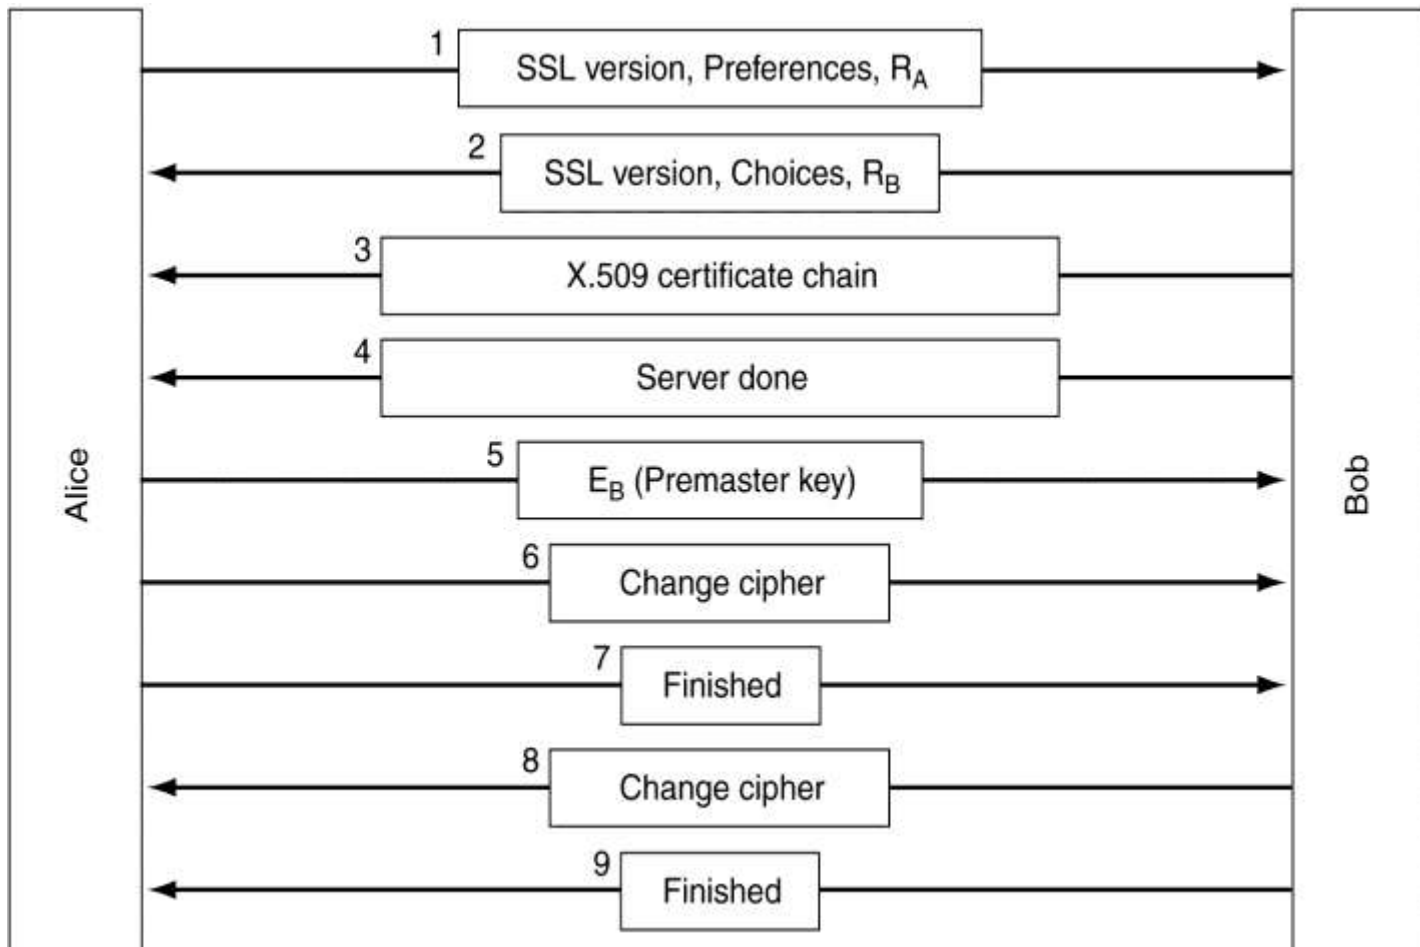 1
SSL version, Preferences, RA
2
SSL version, Choices, RB
3
X.509 certificate chain
4
Server done
5
EB (Premaster key)
6
Change cipher
7
Finished
8
Change cipher
9
Finished
Alice
Bob